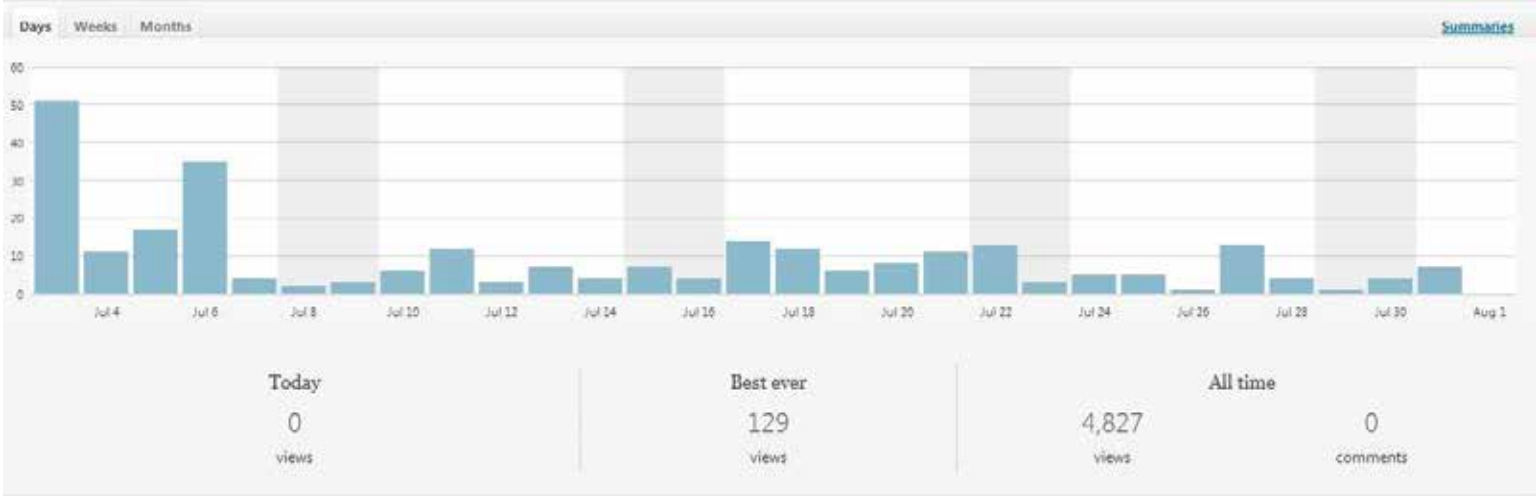 Days Weeks Months Summaries
60
50
40
30
20
10
0
Jul 4 Jul 6 Jul 8 Jul 10 Jul 12 Jul 14 Jul 16 Jul 18 Jul 20 Jul 22 Jul 24 Jul 26 Jul 28 Jul 30 Aug 1
Today Best ever All time
0 129 4,827 0
views views views comments